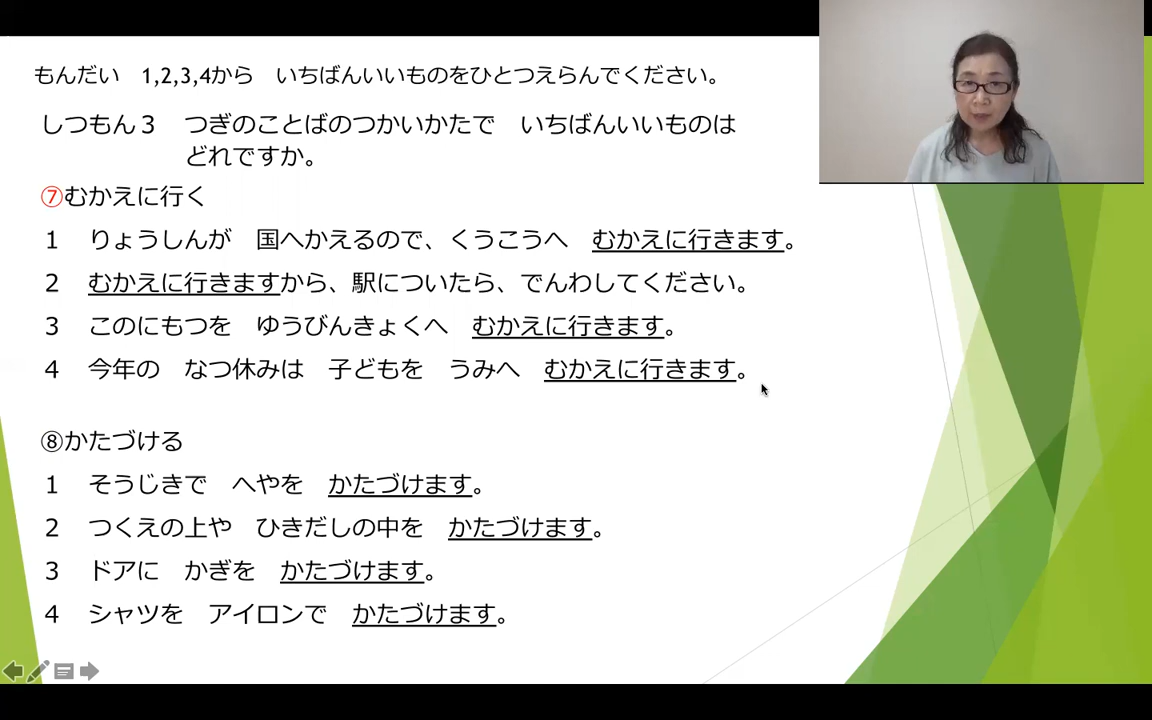 もんだい　1,2,3,4から　いちばんいいものをひとつえらんでください。
しつもん３　つぎのことばのつかいかたで　いちばんいいものは
どれですか。
⑦むかえに行く
１　りょうしんが　国へかえるので、くうこうへ　むかえに行きます。
２　むかえに行きますから、駅についたら、でんわしてください。
３　このにもつを　ゆうびんきょくへ　むかえに行きます。
４　今年の　なつ休みは　子どもを　うみへ　むかえに行きます。
⑧かたづける
１　そうじきで　へやを　かたづけます。
２　つくえの上や　ひきだしの中を　かたづけます。
３　ドアに　かぎを　かたづけます。
４　シャツを　アイロンで　かたづけます。